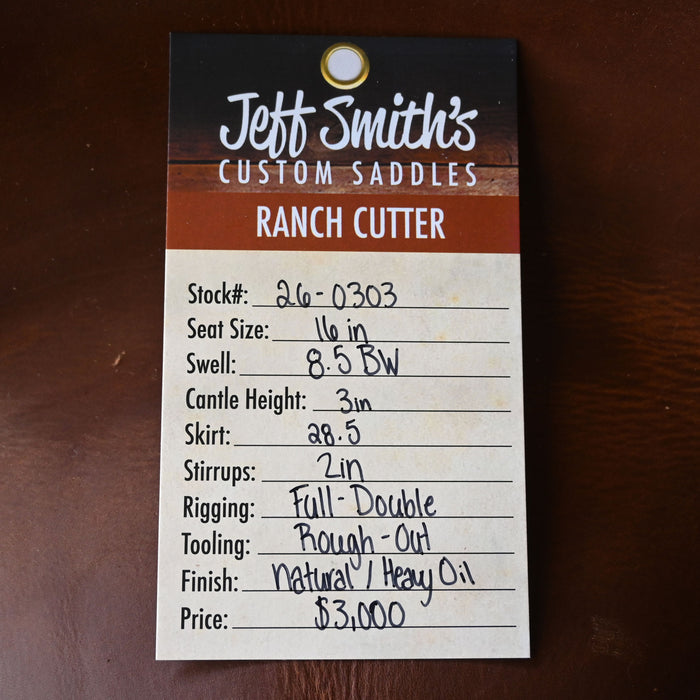 Jeff Smith's
CUSTOM SADDLES
RANCH CUTTER
Stock#: 26-0303
Seat Size: 16 in
Swell: 8.5 BW
Cantle Height: 3in
Skirt: 28.5
Stirrups: 2in
Rigging: Full-Double
Tooling: Rough-Out
Finish: Natural / Heavy Oil
Price: $3,000